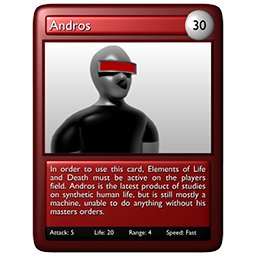 Andros
30
In order to use this card, Elements of Life
and Death must be active on the players
field. Andros is the latest product of studies
on synthetic human life, but is still mostly a
machine, unable to do anything without his
masters orders.
Attack: 5 Life: 20 Range: 4 Speed: Fast